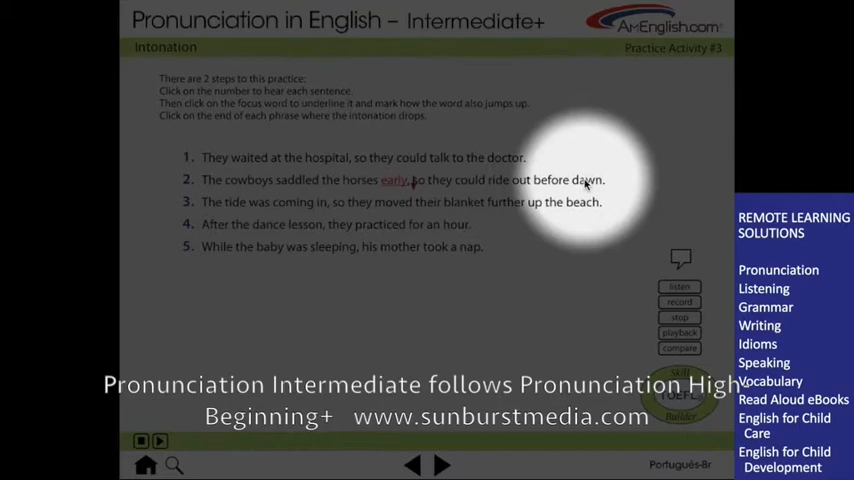 Pronunciation in English – Intermediate+
AMENGLISH.com
Intonation
Practice Activity #3
There are 2 steps to this practice:
Click on the number to hear each sentence.
Then click on the focus word to underline it and mark how the word also jumps up.
Click on the end of each phrase where the intonation drops.
1. They waited at the hospital, so they could talk to the doctor.
2. The cowboys saddled the horses early, so they could ride out before dawn.
3. The tide was coming in, so they moved their blanket further up the beach.
4. After the dance lesson, they practiced for an hour.
5. While the baby was sleeping, his mother took a nap.
listen
record
stop
playback
compare
Skill
TOEFL
Builder
Pronunciation Intermediate follows Pronunciation High-
Beginning+ www.sunburstmedia.com
Português-Br
REMOTE LEARNING
SOLUTIONS
Pronunciation
Listening
Grammar
Writing
Idioms
Speaking
Vocabulary
Read Aloud eBooks
English for Child
Care
English for Child
Development